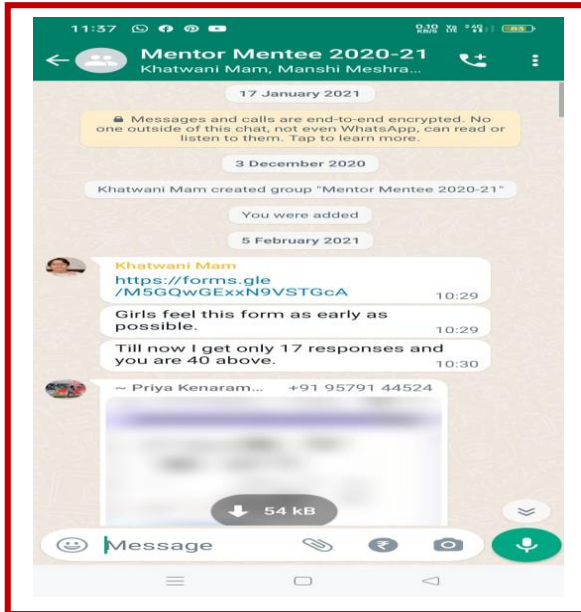 11:37
0.10 KB/S
Mentor Mentee 2020-21
Khatwani Mam, Manshi Meshra...
17 January 2021
Messages and calls are end-to-end encrypted. No
one outside of this chat, not even WhatsApp, can read or
listen to them. Tap to learn more.
3 December 2020
Khatwani Mam created group "Mentor Mentee 2020-21"
You were added
5 February 2021
Khatwani Mam
https://forms.gle
/M5GQwGExxN9VSTGcA
10:29
Girls feel this form as early as
possible.
10:29
Till now I get only 17 responses and
you are 40 above.
10:30
~ Priya Kenaram... +91 95791 44524
54 kB
Message